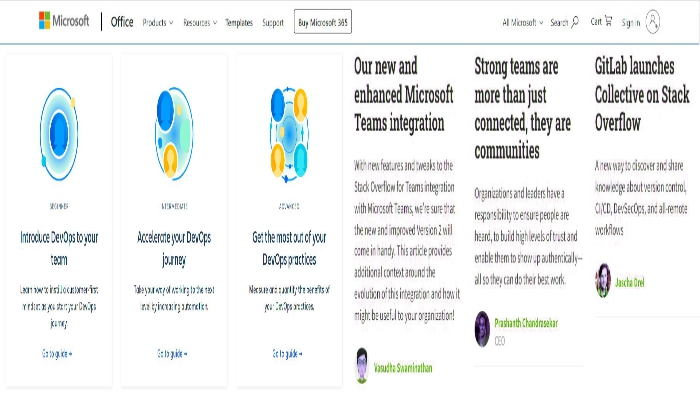 Microsoft | Office Products Resources Templates Support Buy Microsoft 365 All Microsoft Search Cart Sign in
BEGINNER
Introduce DevOps to your
team
Learn how to instill a customer-first
mindset as you start your DevOps
journey.
Go to guide →
INTERMEDIATE
Accelerate your DevOps
journey
Take your way of working to the next
level by increasing automation.
Go to guide →
ADVANCED
Get the most out of your
DevOps practices
Measure and quantify the benefits of
your DevOps practices.
Go to guide →
Our new and
enhanced Microsoft
Teams integration
With new features and tweaks to the
Stack Overflow for Teams integration
with Microsoft Teams, we're sure that
the new and improved Version 2 will
come in handy. This article provides
additional context around the
evolution of this integration and how it
might be useful to your organization!
Vasudha Swaminathan
Strong teams are
more than just
connected, they are
communities
Organizations and leaders have a
responsibility to ensure people are
heard, to build high levels of trust and
enable them to show up authentically—
all so they can do their best work.
Prashanth Chandrasekar
CEO
GitLab launches
Collective on Stack
Overflow
A new way to discover and share
knowledge about version control,
CI/CD, DevSecOps, and all-remote
workflows
Jascha Drel